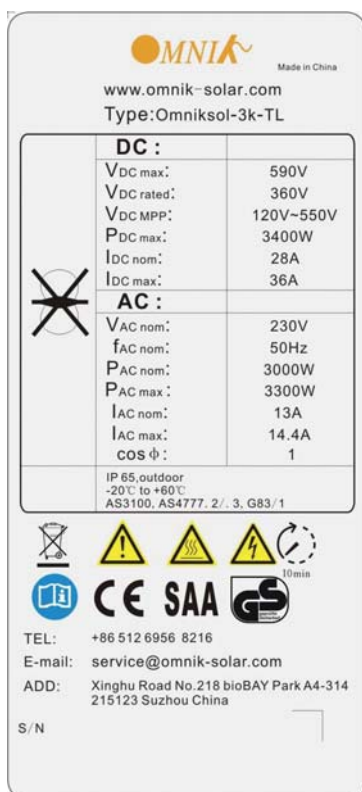 OMNIK
Made in China
www.omnik-solar.com
Type:Omniksol-3k-TL
DC :
VDC max: 590V
VDC rated: 360V
VDC MPP: 120V~550V
PDC max: 3400W
IDC nom: 28A
IDC max: 36A
AC :
VAC nom: 230V
fAC nom: 50Hz
PAC nom: 3000W
PAC max : 3300W
IAC nom: 13A
IAC max: 14.4A
cos ϕ : 1
IP 65,outdoor
-20℃ to +60℃
AS3100, AS4777. 2/. 3, G83/1
10min
CE SAA GS
geprüfte Sicherheit
TEL: +86 512 6956 8216
E-mail: service@omnik-solar.com
ADD: Xinghu Road No.218 bioBAY Park A4-314
215123 Suzhou China
S/N